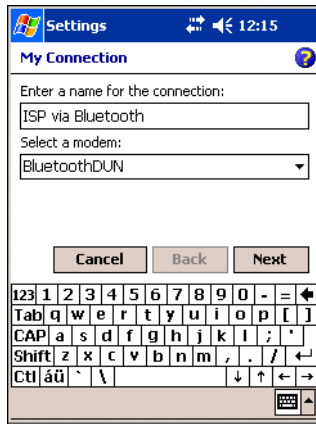 Settings 12:15
My Connection
Enter a name for the connection:
ISP via Bluetooth
Select a modem:
BluetoothDUN
Cancel Back Next
123 1 2 3 4 5 6 7 8 9 0 - =
Tab q w e r t y u i o p [ ]
CAP a s d f g h j k l ; '
Shift z x c v b n m , . /
Ctl áü ` \